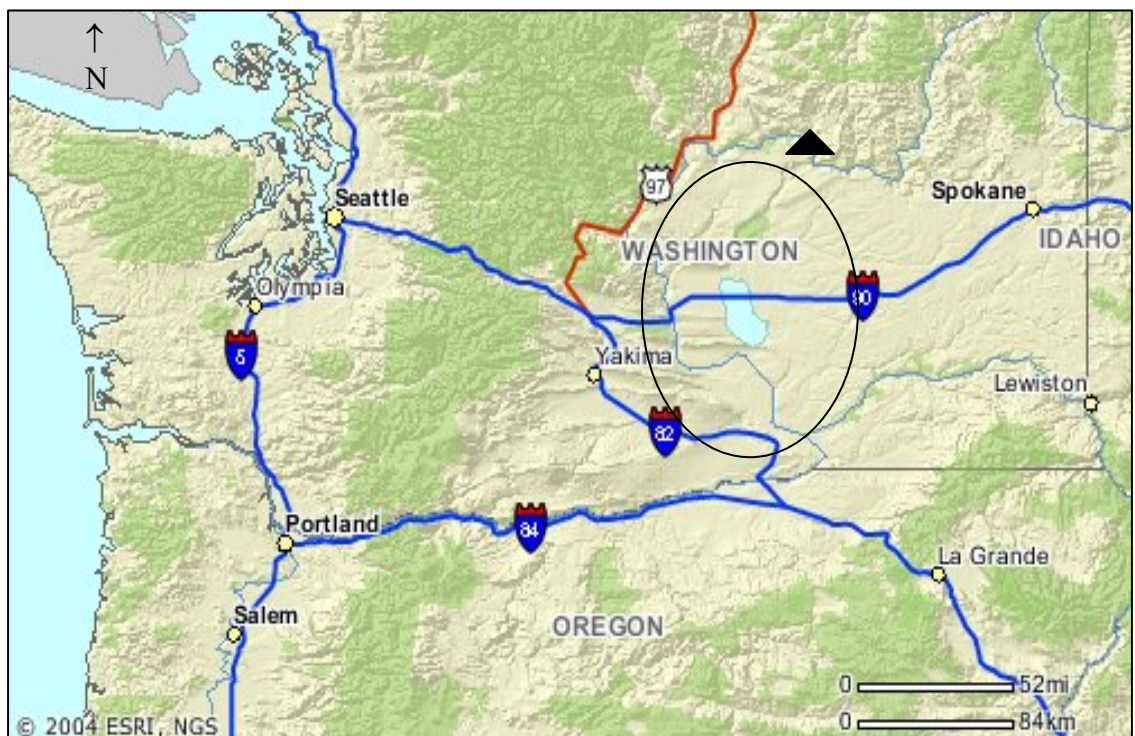 ↑
N
97
Seattle
Spokane
WASHINGTON
IDAHO
Olympia
90
5
Yakima
Lewiston
82
Portland
84
La Grande
Salem
OREGON
0 52mi
0 84km
© 2004 ESRI, NGS